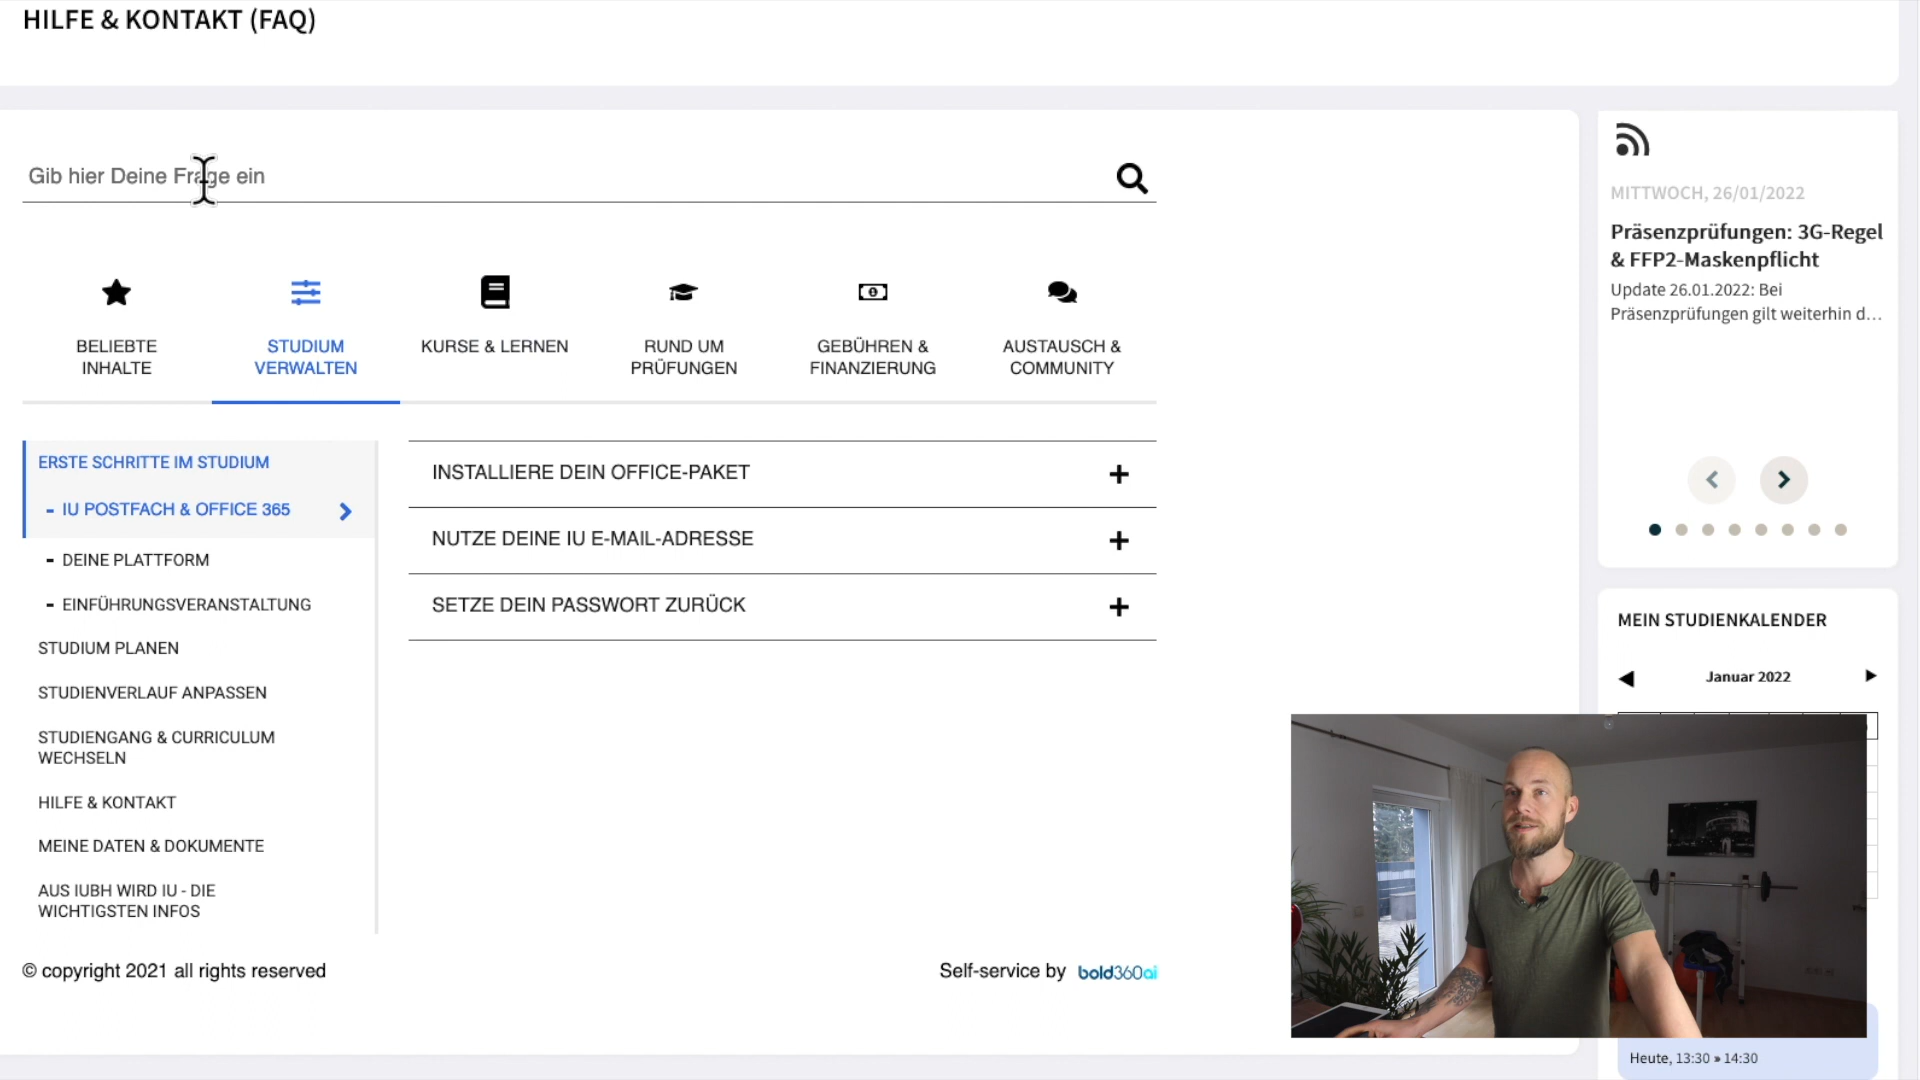 HILFE & KONTAKT (FAQ)
Gib hier Deine Frage ein
BELIEBTE
INHALTE
STUDIUM
VERWALTEN
KURSE & LERNEN
RUND UM
PRÜFUNGEN
GEBÜHREN &
FINANZIERUNG
AUSTAUSCH &
COMMUNITY
ERSTE SCHRITTE IM STUDIUM
- IU POSTFACH & OFFICE 365
- DEINE PLATTFORM
- EINFÜHRUNGSVERANSTALTUNG
STUDIUM PLANEN
STUDIENVERLAUF ANPASSEN
STUDIENGANG & CURRICULUM
WECHSELN
HILFE & KONTAKT
MEINE DATEN & DOKUMENTE
AUS IUBH WIRD IU - DIE
WICHTIGSTEN INFOS
INSTALLIERE DEIN OFFICE-PAKET
NUTZE DEINE IU E-MAIL-ADRESSE
SETZE DEIN PASSWORT ZURÜCK
© copyright 2021 all rights reserved
Self-service by bold360ai
MITTWOCH, 26/01/2022
Präsenzprüfungen: 3G-Regel
& FFP2-Maskenpflicht
Update 26.01.2022: Bei
Präsenzprüfungen gilt weiterhin d...
MEIN STUDIENKALENDER
Januar 2022
Heute, 13:30 » 14:30